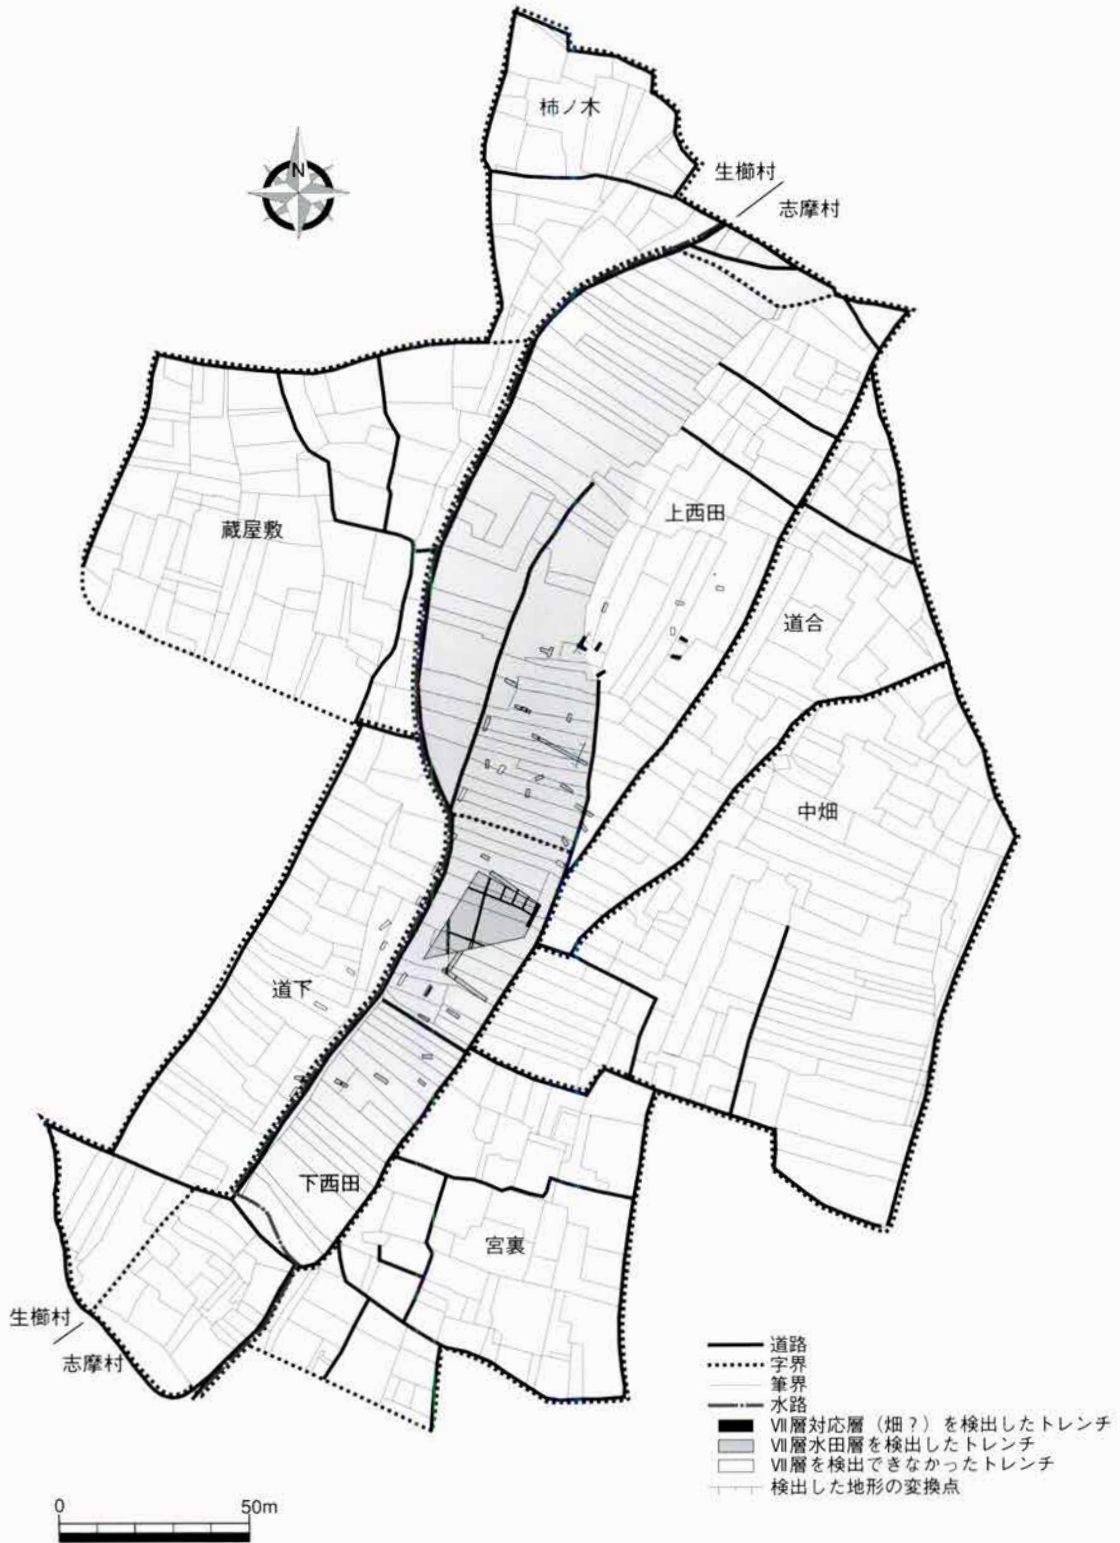 柿ノ木
N
生櫛村
志摩村
蔵屋敷
上西田
道合
中畑
道下
下西田
宮裏
生櫛村
志摩村
道路
字界
筆界
水路
Ⅶ層対応層（畑？）を検出したトレンチ
Ⅶ層水田層を検出したトレンチ
Ⅶ層を検出できなかったトレンチ
検出した地形の変換点
0 50m